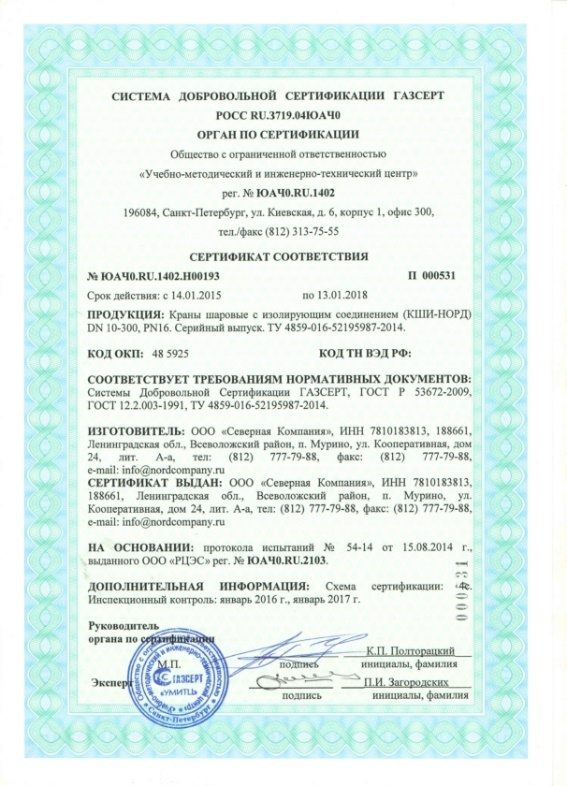 СИСТЕМА ДОБРОВОЛЬНОЙ СЕРТИФИКАЦИИ ГАЗСЕРТ
РОСС RU.З719.04ЮАЧ0
ОРГАН ПО СЕРТИФИКАЦИИ
Общество с ограниченной ответственностью
«Учебно-методический и инженерно-технический центр»
рег. № ЮАЧ0.RU.1402
196084, Санкт-Петербург, ул. Киевская, д. 6, корпус 1, офис 300,
тел./факс (812) 313-75-55
СЕРТИФИКАТ СООТВЕТСТВИЯ
№ ЮАЧ0.RU.1402.Н00193 П 000531
Срок действия: с 14.01.2015 по 13.01.2018
ПРОДУКЦИЯ: Краны шаровые с изолирующим соединением (КШИ-НОРД)
DN 10-300, PN16. Серийный выпуск. ТУ 4859-016-52195987-2014.
КОД ОКП: 48 5925 КОД ТН ВЭД РФ:
СООТВЕТСТВУЕТ ТРЕБОВАНИЯМ НОРМАТИВНЫХ ДОКУМЕНТОВ:
Системы Добровольной Сертификации ГАЗСЕРТ, ГОСТ Р 53672-2009,
ГОСТ 12.2.003-1991, ТУ 4859-016-52195987-2014.
ИЗГОТОВИТЕЛЬ: ООО «Северная Компания», ИНН 7810183813, 188661,
Ленинградская обл., Всеволожский район, п. Мурино, ул. Кооперативная, дом
24, лит. А-а, тел: (812) 777-79-88, факс: (812) 777-79-88,
e-mail: info@nordcompany.ru
СЕРТИФИКАТ ВЫДАН: ООО «Северная Компания», ИНН 7810183813,
188661, Ленинградская обл., Всеволожский район, п. Мурино, ул.
Кооперативная, дом 24, лит. А-а, тел: (812) 777-79-88, факс: (812) 777-79-88,
e-mail: info@nordcompany.ru
НА ОСНОВАНИИ: протокола испытаний № 54-14 от 15.08.2014 г.,
выданного ООО «РЦЭС» рег. № ЮАЧ0.RU.2103.
ДОПОЛНИТЕЛЬНАЯ ИНФОРМАЦИЯ: Схема сертификации: 4с.
Инспекционный контроль: январь 2016 г., январь 2017 г.
000531
Руководитель
органа по сертификации
К.П. Полторацкий
М.П. подпись инициалы, фамилия
Эксперт П.И. Загородских
подпись инициалы, фамилия
Общество с ограниченной ответственностью
Учебно-методический и инженерно-технический центр
ГАЗСЕРТ
«УМИТЦ»
Санкт-Петербург